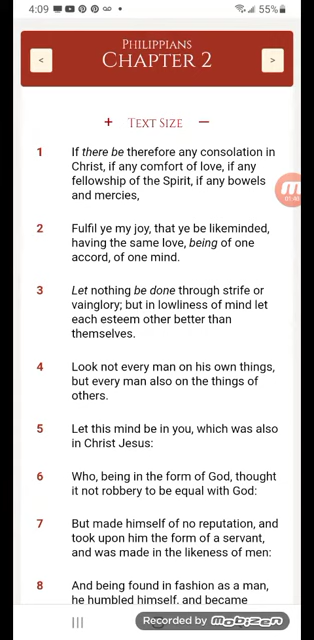 4:09
55%
PHILIPPIANS
< CHAPTER 2 >
+ TEXT SIZE —
1 If there be therefore any consolation in
Christ, if any comfort of love, if any
fellowship of the Spirit, if any bowels
and mercies,
2 Fulfil ye my joy, that ye be likeminded,
having the same love, being of one
accord, of one mind.
3 Let nothing be done through strife or
vainglory; but in lowliness of mind let
each esteem other better than
themselves.
4 Look not every man on his own things,
but every man also on the things of
others.
5 Let this mind be in you, which was also
in Christ Jesus:
6 Who, being in the form of God, thought
it not robbery to be equal with God:
7 But made himself of no reputation, and
took upon him the form of a servant,
and was made in the likeness of men:
8 And being found in fashion as a man,
he humbled himself, and became
Recorded by mobizen